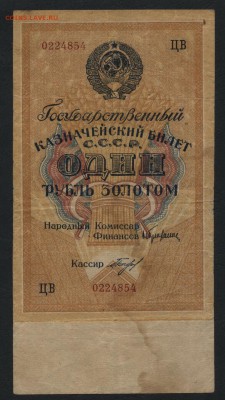 0224854 ЦВ
Государственный
КАЗНАЧЕЙСКИЙ БИЛЕТ
С.С.С.Р.
ОДИН
РУБЛЬ ЗОЛОТОМ
Народный Комиссар
Финансов
Кассир
ЦВ 0224854